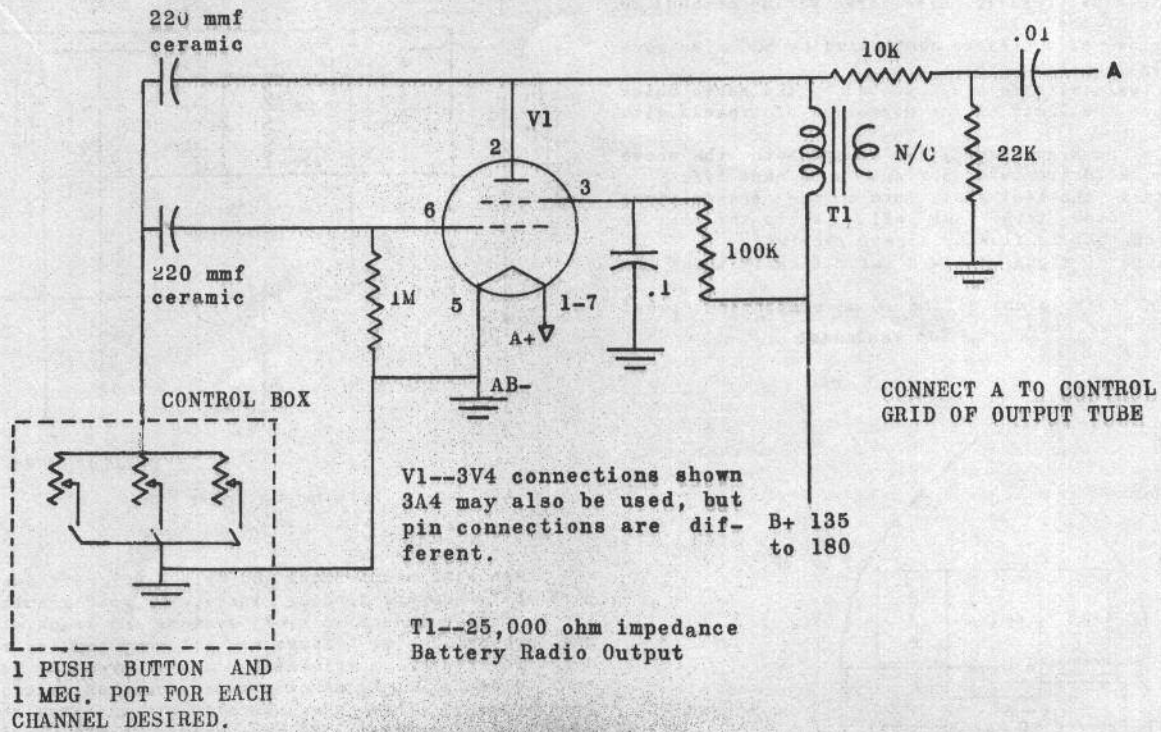 220 mmf
ceramic
.01
10K
A
V1
2
3
N/C
22K
6
T1
220 mmf
ceramic
1M
5
1-7
.1
100K
A+
AB-
CONTROL BOX
CONNECT A TO CONTROL
GRID OF OUTPUT TUBE
V1--3V4 connections shown
3A4 may also be used, but
pin connections are dif-
ferent.
B+ 135
to 180
T1--25,000 ohm impedance
Battery Radio Output
1 PUSH BUTTON AND
1 MEG. POT FOR EACH
CHANNEL DESIRED.